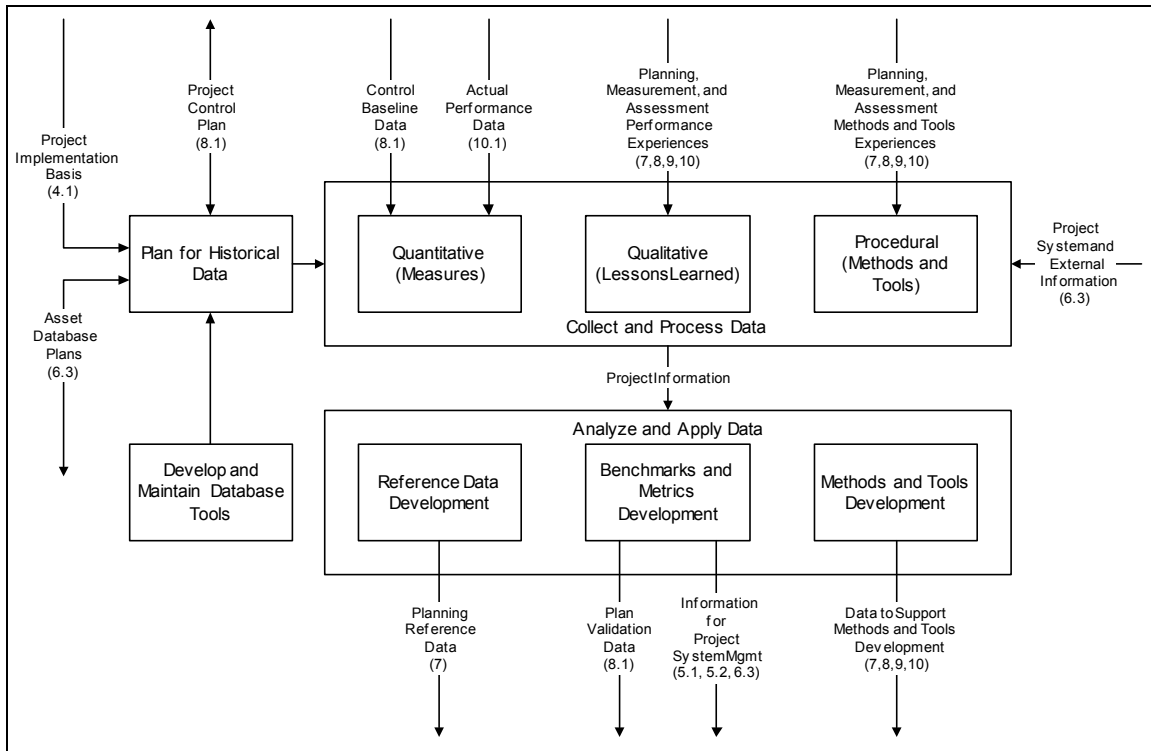 Project
Control
Plan
(8.1)
Control
Baseline
Data
(8.1)
Actual
Performance
Data
(10.1)
Planning,
Measurement, and
Assessment
Performance
Experiences
(7,8,9,10)
Planning,
Measurement, and
Assessment
Methods and Tools
Experiences
(7,8,9,10)
Project
Implementation
Basis
(4.1)
Plan for Historical
Data
Quantitative
(Measures)
Qualitative
(LessonsLearned)
Procedural
(Methods and
Tools)
Collect and Process Data
Project
Systemand
External
Information
(6.3)
Asset
Database
Plans
(6.3)
ProjectInformation
Analyze and Apply Data
Develop and
Maintain Database
Tools
Reference Data
Development
Benchmarks and
Metrics
Development
Methods and Tools
Development
Planning
Reference
Data
(7)
Plan
Validation
Data
(8.1)
Information
for
Project
SystemMgmt
(5.1, 5.2, 6.3)
Data to Support
Methods and Tools
Development
(7,8,9,10)